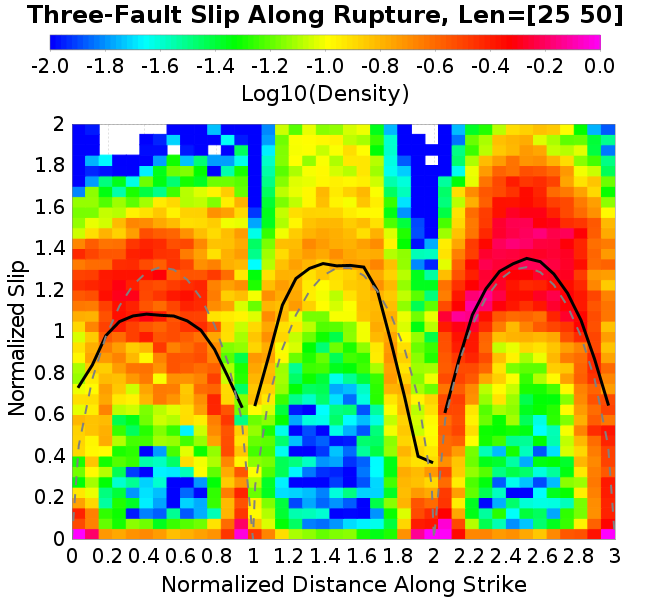 Three-Fault Slip Along Rupture, Len=[25 50]
-2.0 -1.8 -1.6 -1.4 -1.2 -1.0 -0.8 -0.6 -0.4 -0.2 0.0
Log10(Density)
2
1.8
1.6
1.4
1.2
1
0.8
0.6
0.4
0.2
0
Normalized Slip
0 0.2 0.4 0.6 0.8 1 1.2 1.4 1.6 1.8 2 2.2 2.4 2.6 2.8 3
Normalized Distance Along Strike